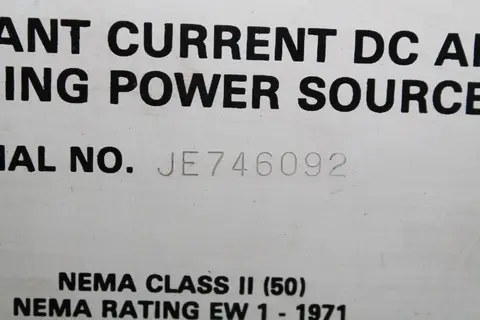 ANT CURRENT DC A
ING POWER SOURCE
IAL NO. JE746092
NEMA CLASS II (50)
NEMA RATING EW 1 - 1971